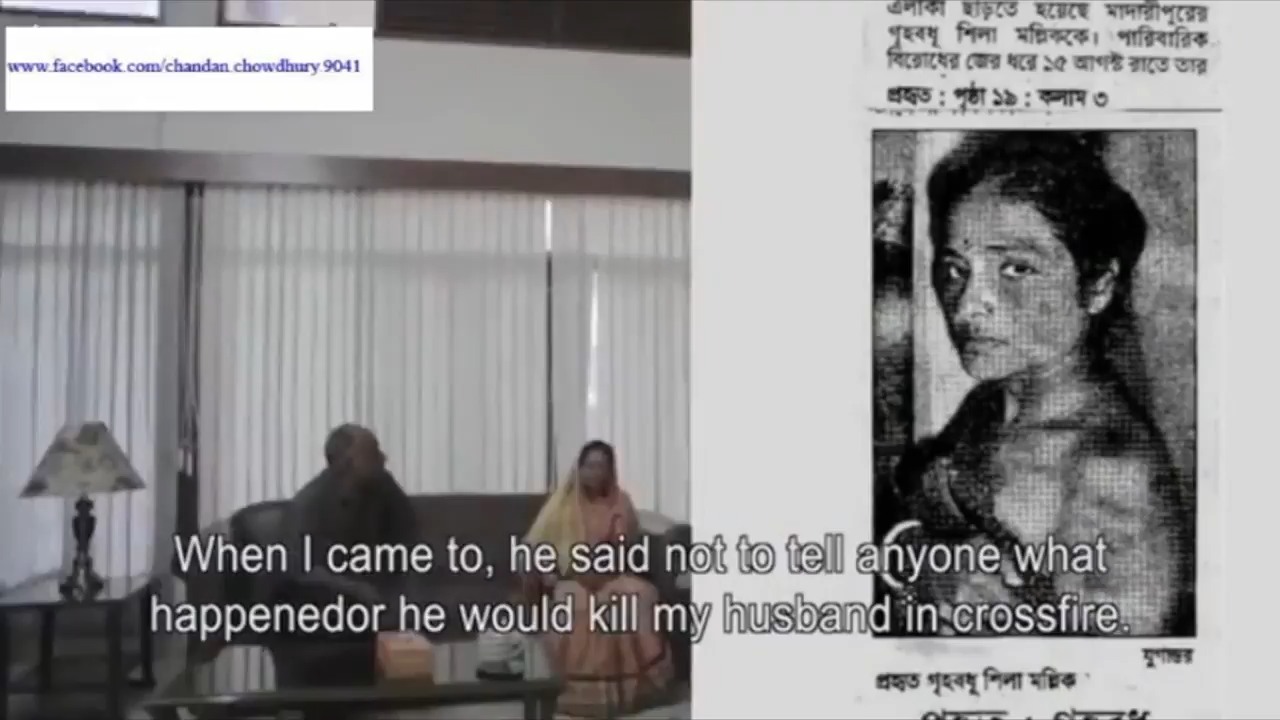 www.facebook.com/chandan.chowdhury.9041
এলাকা ছাড়তে হয়েছে মাদারীপুরের
গৃহবধূ শিলা মল্লিককে। পারিবারিক
বিরোধের জের ধরে ১৫ আগস্ট রাতে তার
প্রহৃত : পৃষ্ঠা ১৯ : কলাম ৩
যুগান্তর
প্রহৃত গৃহবধূ শিলা মল্লিক
When I came to, he said not to tell anyone what
happenedor he would kill my husband in crossfire.